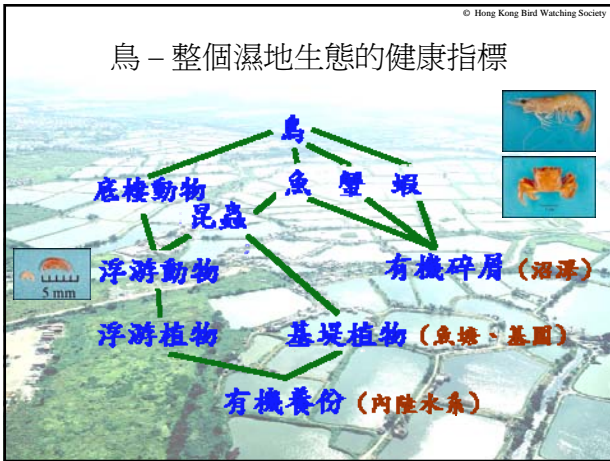 © Hong Kong Bird Watching Society
鳥 – 整個濕地生態的健康指標
鳥
底棲動物
魚 蟹 蝦
昆蟲
浮游動物
有機碎屑（沼澤）
5 mm
浮游植物
基堤植物（魚塘、基圍）
有機養份（內陸水系）